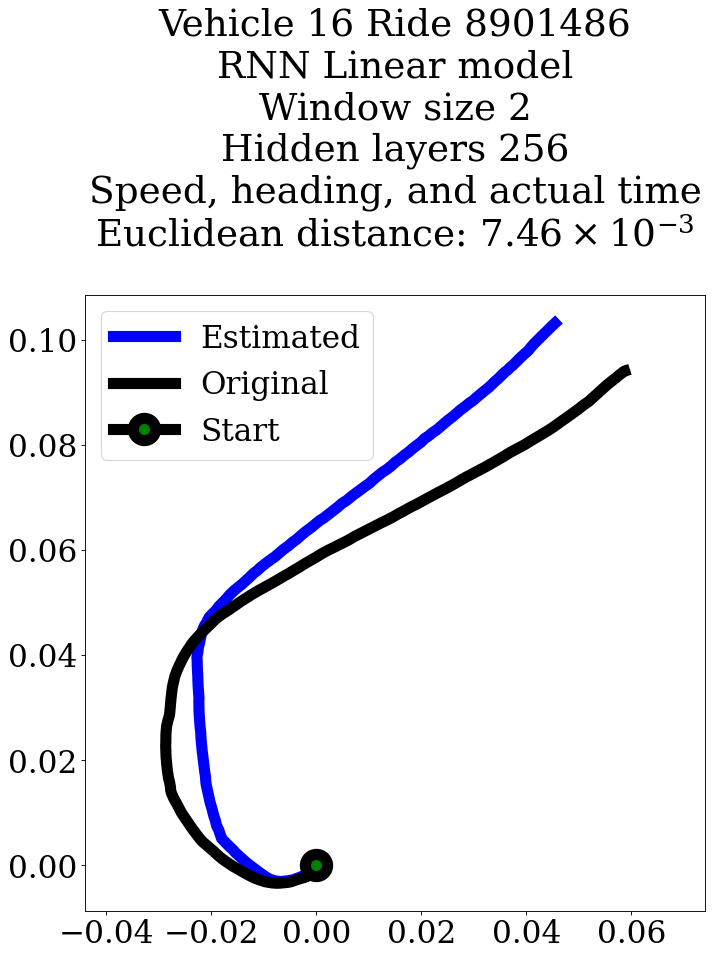 Vehicle 16 Ride 8901486
RNN Linear model
Window size 2
Hidden layers 256
Speed, heading, and actual time
Euclidean distance: 7.46 × 10⁻³
Estimated
Original
Start
0.10
0.08
0.06
0.04
0.02
0.00
−0.04 −0.02 0.00 0.02 0.04 0.06